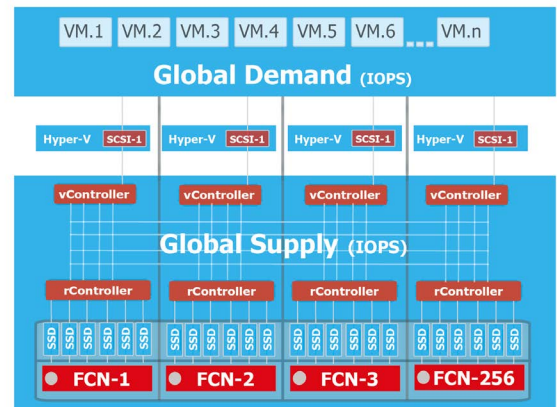 VM.1 VM.2 VM.3 VM.4 VM.5 VM.6 ... VM.n
Global Demand (IOPS)
Hyper-V SCSI-1 Hyper-V SCSI-1 Hyper-V SCSI-1 Hyper-V SCSI-1
vController vController vController vController
Global Supply (IOPS)
rController rController rController rController
SSD SSD SSD SSD SSD SSD SSD SSD SSD SSD SSD SSD SSD SSD SSD SSD SSD SSD SSD SSD SSD SSD SSD SSD
FCN-1 FCN-2 FCN-3 FCN-256